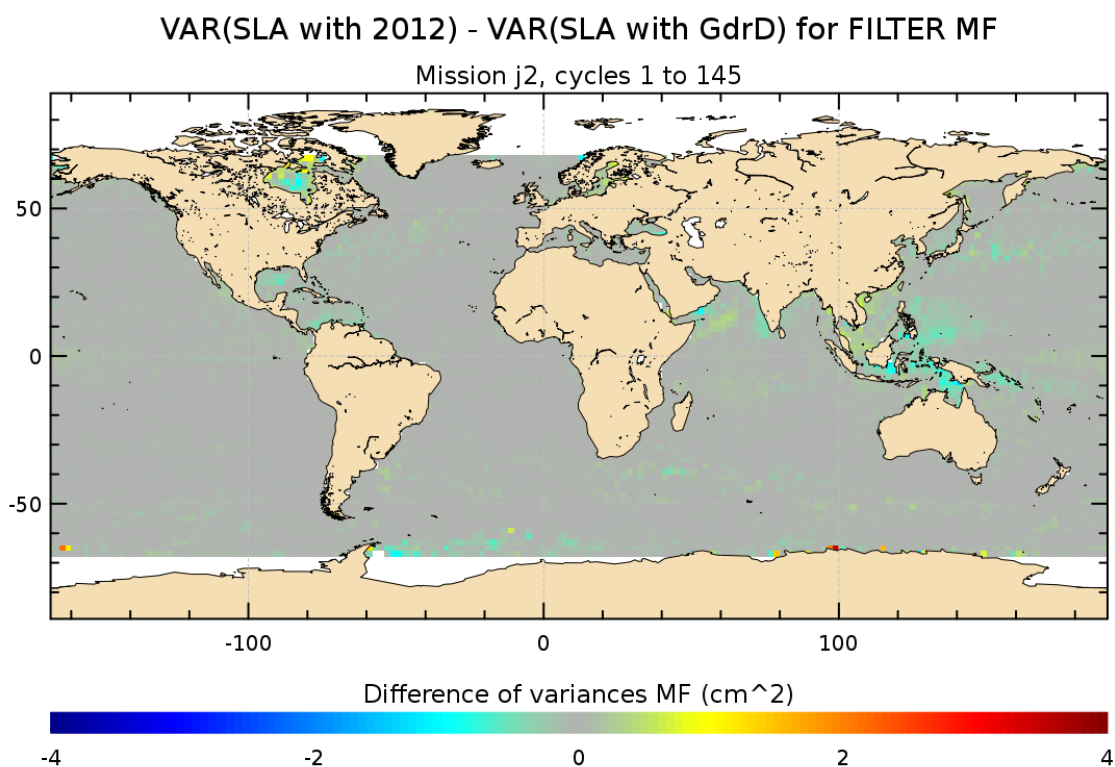 VAR(SLA with 2012) - VAR(SLA with GdrD) for FILTER MF
Mission j2, cycles 1 to 145
50
0
-50
-100 0 100
Difference of variances MF (cm^2)
-4 -2 0 2 4